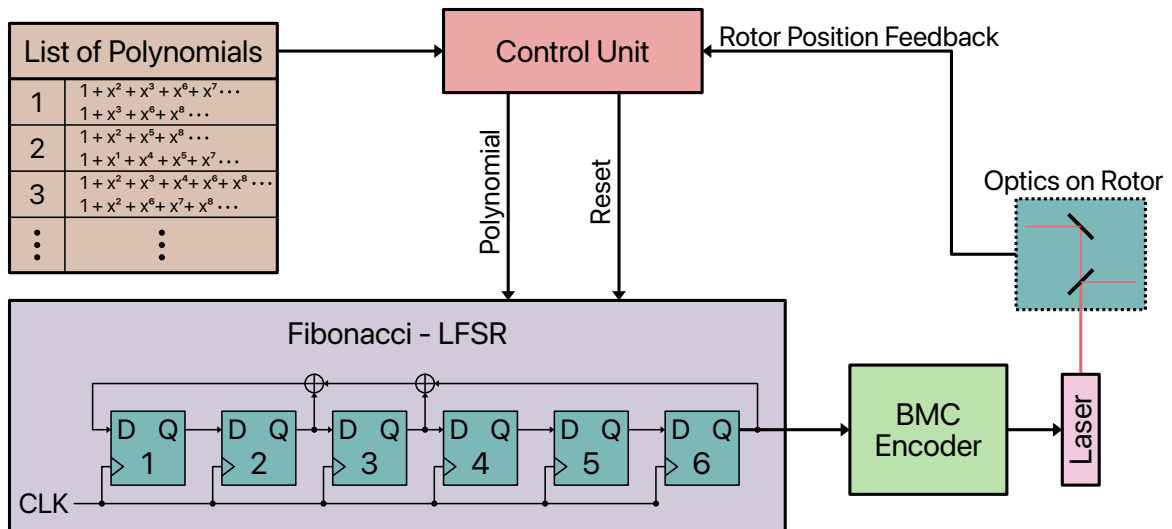 List of Polynomials
1
1 + x² + x³ + x⁶ + x⁷ ⋯
1 + x³ + x⁶ + x⁸ ⋯
2
1 + x² + x⁵ + x⁸ ⋯
1 + x¹ + x⁴ + x⁵ + x⁷ ⋯
3
1 + x² + x³ + x⁴ + x⁶ + x⁸ ⋯
1 + x² + x⁶ + x⁷ + x⁸ ⋯
⋮ ⋮
Control Unit
Rotor Position Feedback
Polynomial
Reset
Optics on Rotor
Fibonacci - LFSR
D Q
1
D Q
2
D Q
3
D Q
4
D Q
5
D Q
6
CLK
BMC
Encoder
Laser